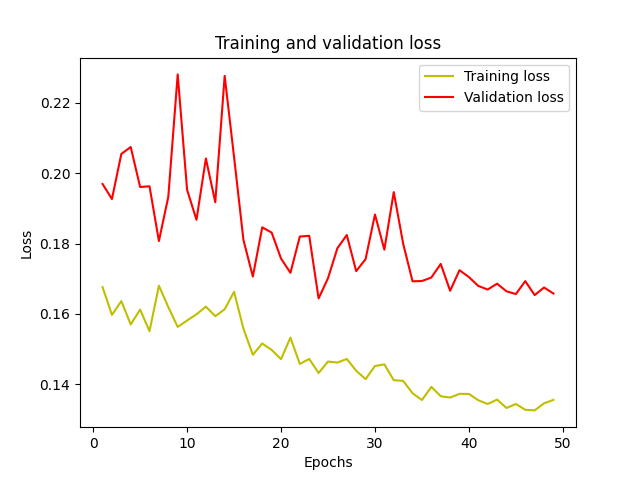 Training and validation loss
Training loss
Validation loss
0.22
0.20
0.18
0.16
0.14
Loss
0 10 20 30 40 50
Epochs